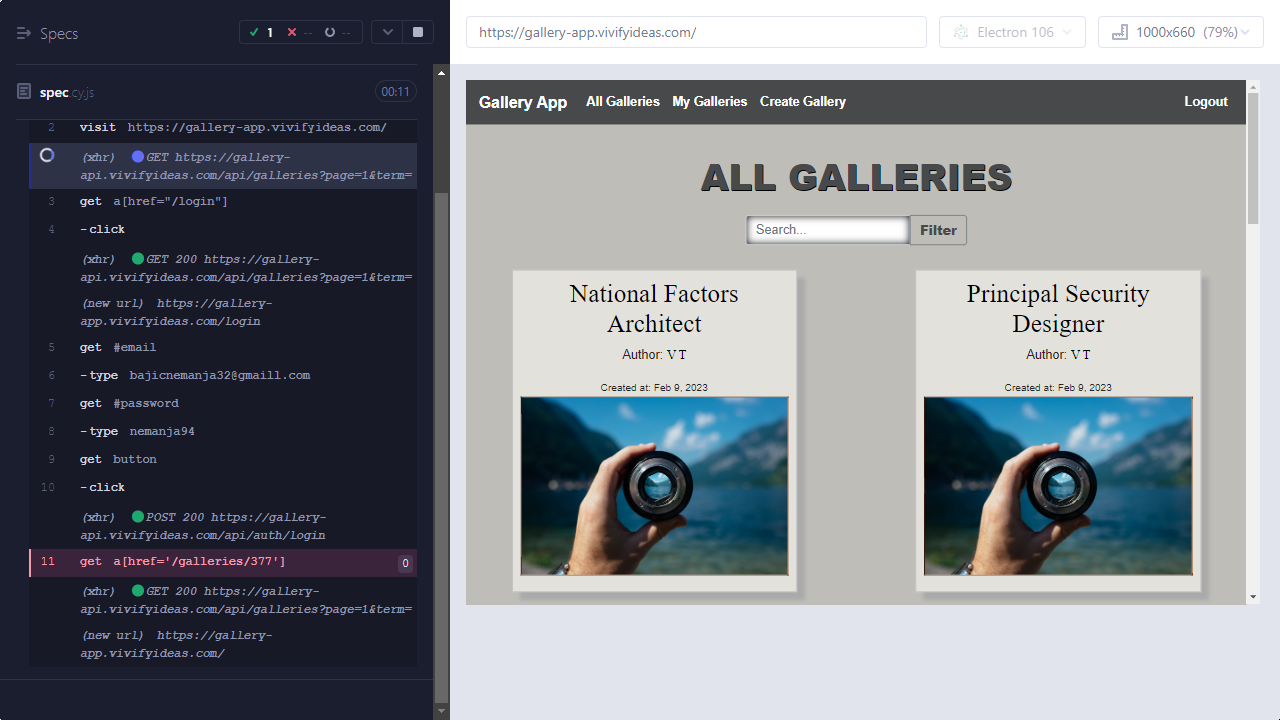 Specs
1
--
--
spec.cy.js
00:11
2 visit https://gallery-app.vivifyideas.com/
(xhr) GET https://gallery-
api.vivifyideas.com/api/galleries?page=1&term=
3 get a[href="/login"]
4 -click
(xhr) GET 200 https://gallery-
api.vivifyideas.com/api/galleries?page=1&term=
(new url) https://gallery-
app.vivifyideas.com/login
5 get #email
6 -type bajicnemanja32@gmaill.com
7 get #password
8 -type nemanja94
9 get button
10 -click
(xhr) POST 200 https://gallery-
api.vivifyideas.com/api/auth/login
11 get a[href='/galleries/377'] 0
(xhr) GET 200 https://gallery-
api.vivifyideas.com/api/galleries?page=1&term=
(new url) https://gallery-
app.vivifyideas.com/
https://gallery-app.vivifyideas.com/
Electron 106
1000x660 (79%)
Gallery App All Galleries My Galleries Create Gallery Logout
ALL GALLERIES
Search... Filter
National Factors
Architect
Author: V T
Created at: Feb 9, 2023
Principal Security
Designer
Author: V T
Created at: Feb 9, 2023